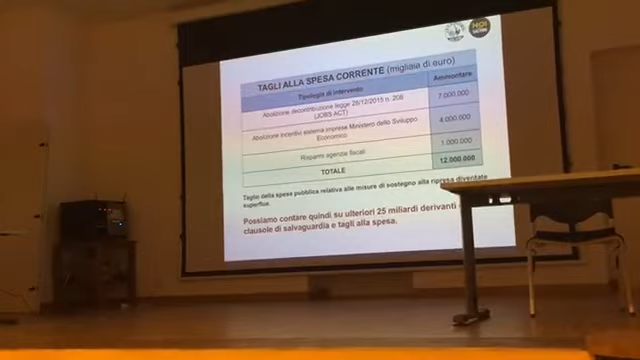 NOI
TAGLI ALLA SPESA CORRENTE (migliaia di euro)
Tipologia di intervento Ammontare
Abolizione decontribuzione legge 28/12/2015 n. 208
(JOBS ACT) 7.000.000
Abolizione incentivi sistema imprese Ministero dello Sviluppo
Economico 4.000.000
Risparmi agenzie fiscali 1.000.000
TOTALE 12.000.000
Taglio della spesa pubblica relativa alle misure di sostegno alla ripresa diventate
superflue.
Possiamo contare quindi su ulteriori 25 miliardi derivanti
clausole di salvaguardia e tagli alla spesa.